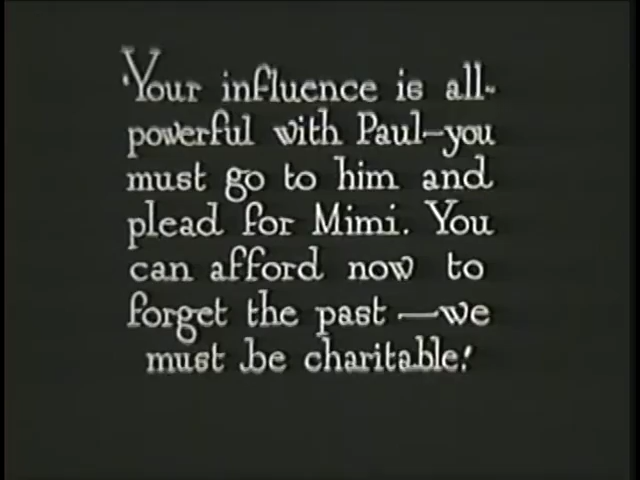 'Your influence is all-
powerful with Paul—you
must go to him and
plead for Mimi. You
can afford now to
forget the past—we
must be charitable.'